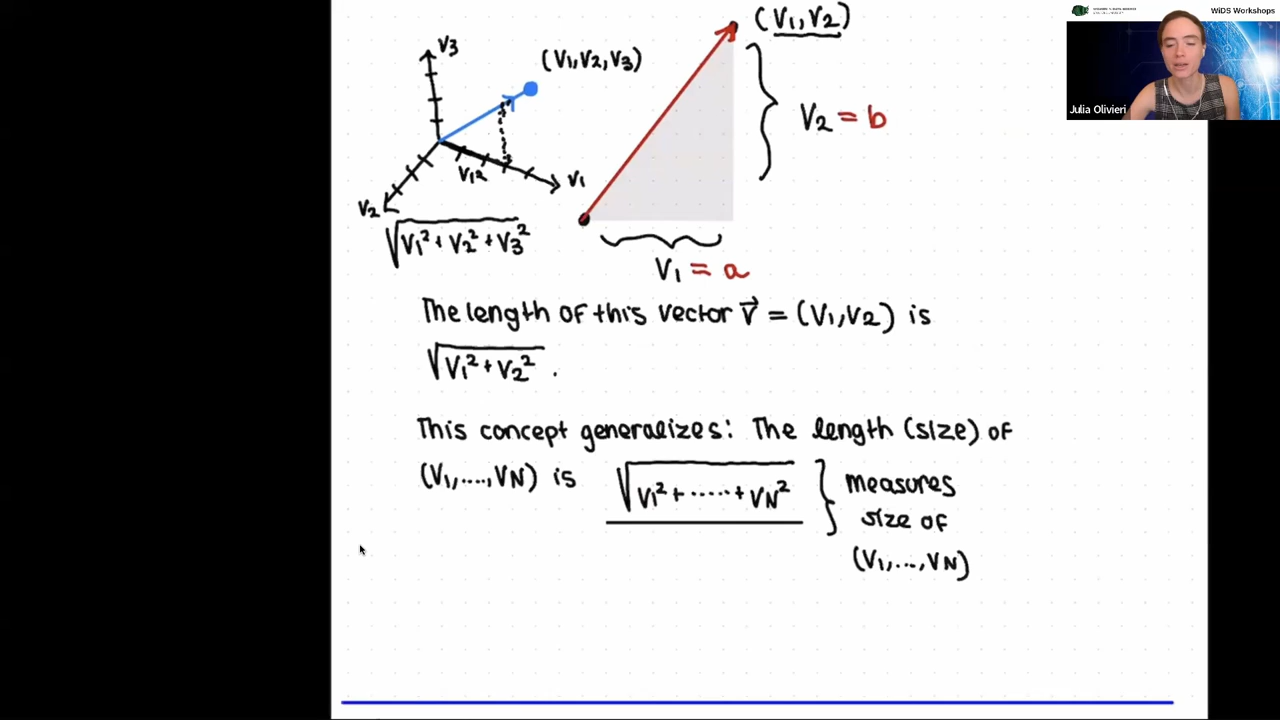 V3
(V1,V2,V3)
V12
V1
V2
√V1²+V2²+V3²
(V1,V2)
V2 = b
V1 = a
The length of this vector v⃗ = (V1,V2) is
√V1²+V2² .
This concept generalizes: The length (size) of
(V1,....,VN) is √V1²+·····+VN² } measures
size of
(V1,...,VN)
WiDS Workshops
Julia Olivieri